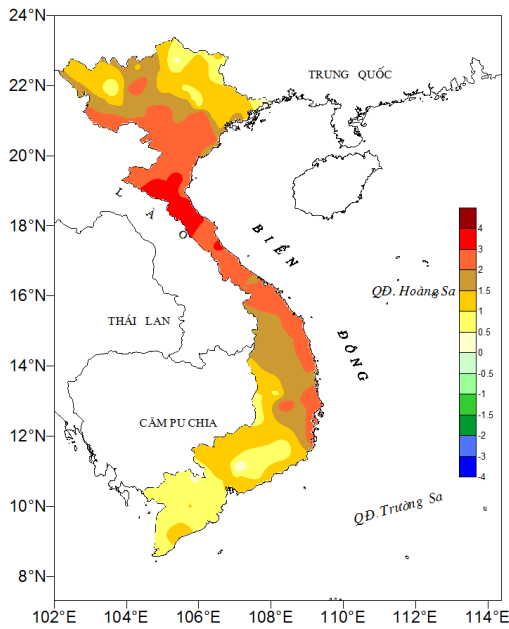 24°N
22°N
20°N
18°N
16°N
14°N
12°N
10°N
8°N
102°E 104°E 106°E 108°E 110°E 112°E 114°E
TRUNG QUỐC
LÀO
BIỂN
ĐÔNG
QĐ. Hoàng Sa
THÁI LAN
CĂM PU CHIA
QĐ. Trường Sa
4
3
2
1.5
1
0.5
0
-0.5
-1
-1.5
-2
-3
-4